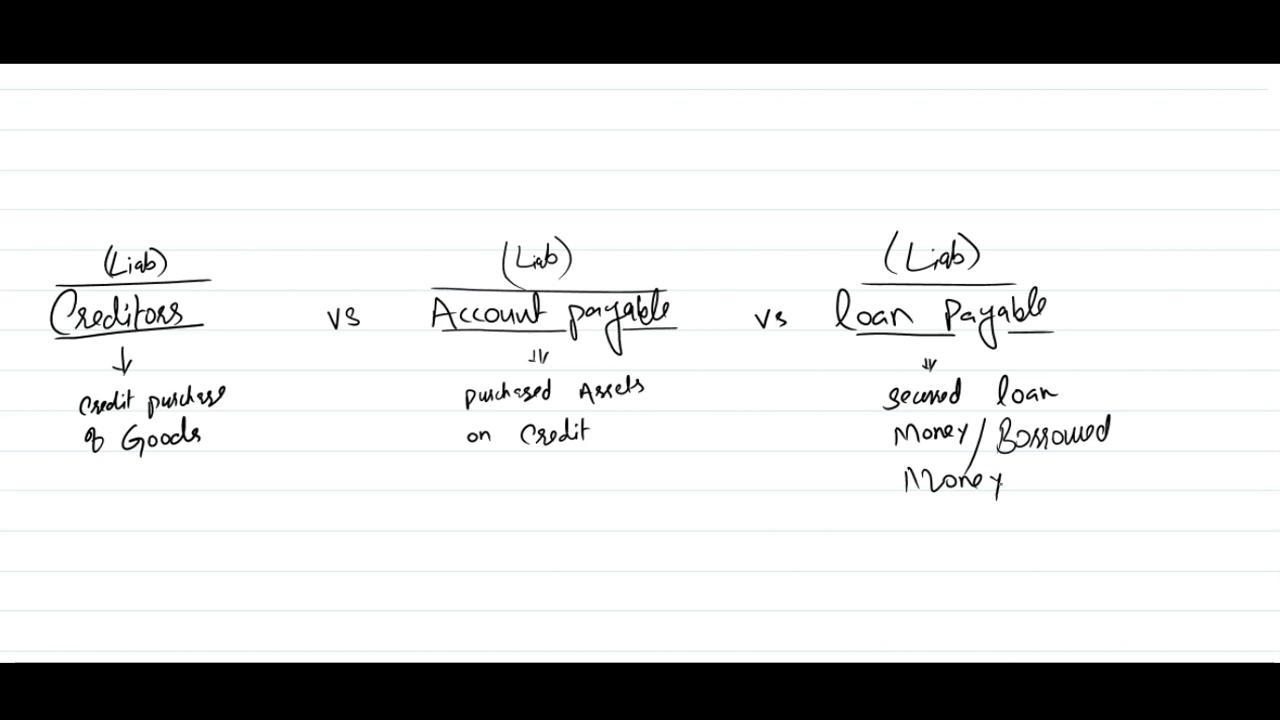 (Liab) (Liab) (Liab)
Creditors vs Account payable vs loan Payable
Credit purchase purchased Assets secured loan
of Goods on Credit Money / Borrowed
Money